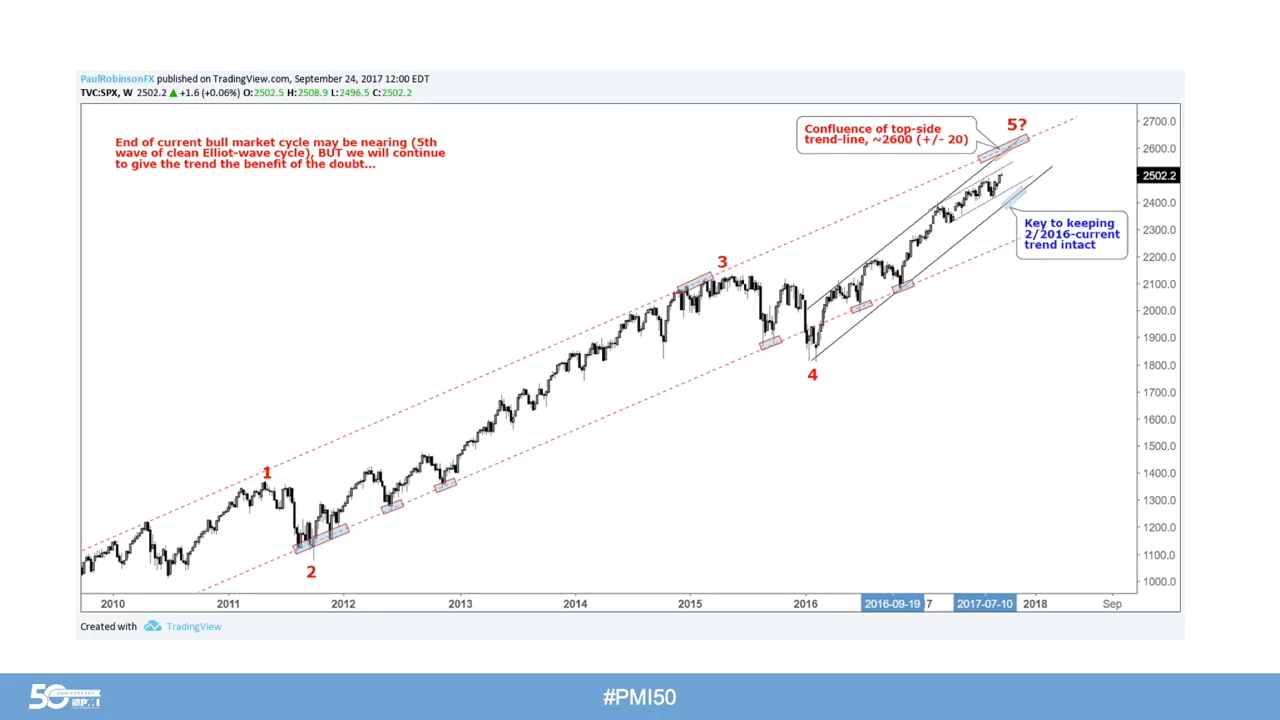 PaulRobinsonFX published on TradingView.com, September 24, 2017 12:00 EDT
TVC:SPX, W 2502.2 ▲ +1.6 (+0.06%) O:2502.5 H:2508.9 L:2496.5 C:2502.2
End of current bull market cycle may be nearing (5th
wave of clean Elliot-wave cycle), BUT we will continue
to give the trend the benefit of the doubt...
Confluence of top-side
trend-line, ~2600 (+/- 20)
5?
Key to keeping
2/2016-current
trend intact
3
4
1
2
2700.0
2600.0
2502.2
2400.0
2300.0
2200.0
2100.0
2000.0
1900.0
1800.0
1700.0
1600.0
1500.0
1400.0
1300.0
1200.0
1100.0
1000.0
2010 2011 2012 2013 2014 2015 2016 2016-09-19 7 2017-07-10 2018 Sep
Created with TradingView
50 ANNIVERSARY PMI
#PMI50